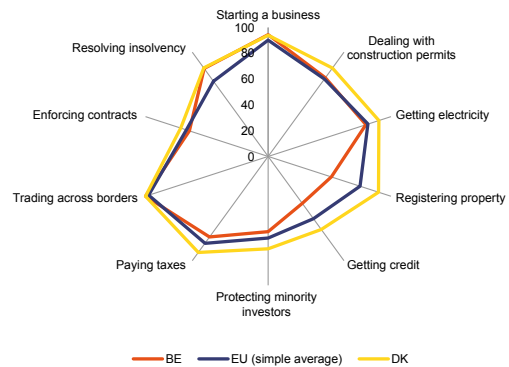 Starting a business
100
80
60
40
20
0
Dealing with
construction permits
Getting electricity
Registering property
Getting credit
Protecting minority
investors
Paying taxes
Trading across borders
Enforcing contracts
Resolving insolvency
BE
EU (simple average)
DK